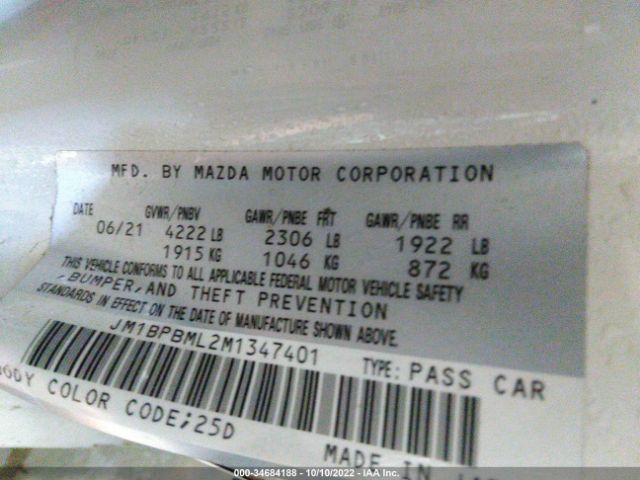 MFD. BY MAZDA MOTOR CORPORATION
DATE GVWR/PNBV GAWR/PNBE FRT GAWR/PNBE RR
06/21 4222 LB 2306 LB 1922 LB
1915 KG 1046 KG 872 KG
THIS VEHICLE CONFORMS TO ALL APPLICABLE FEDERAL MOTOR VEHICLE SAFETY
,BUMPER,AND THEFT PREVENTION
STANDARDS IN EFFECT ON THE DATE OF MANUFACTURE SHOWN ABOVE.
JM1BPBML2M1347401 TYPE: PASS CAR
BODY COLOR CODE;25D
MADE IN
000-34684188 - 10/10/2022 - IAA Inc.